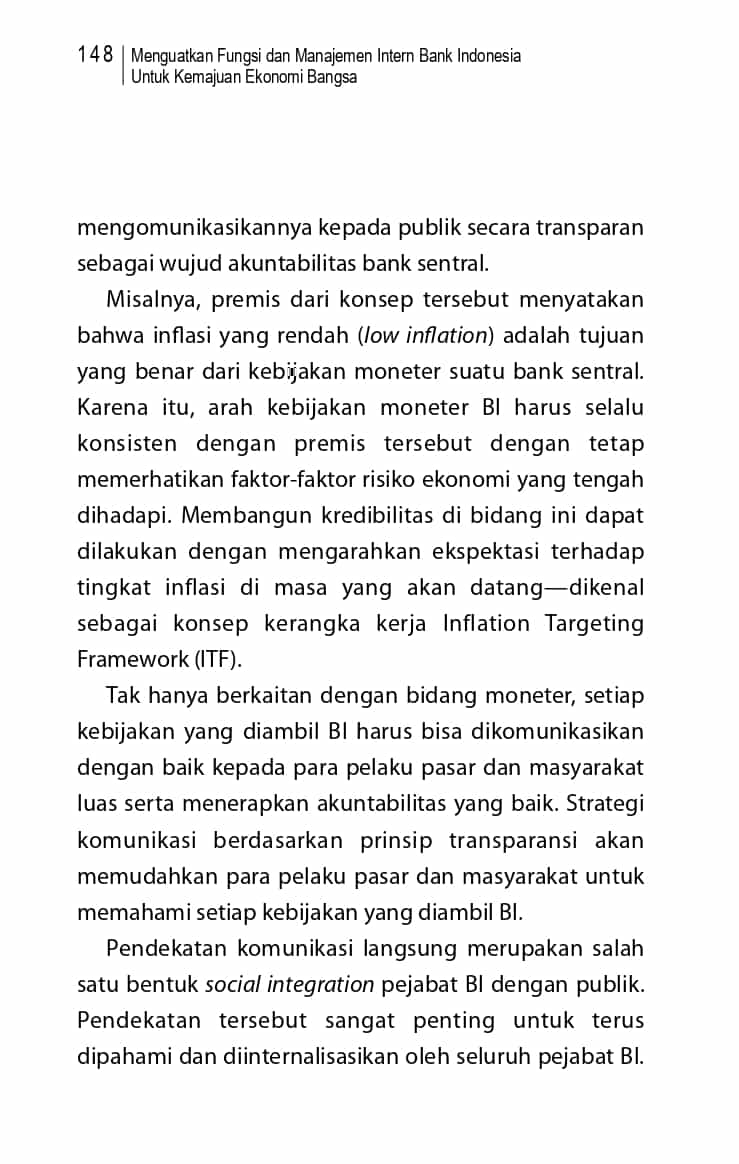 148 Menguatkan Fungsi dan Manajemen Intern Bank Indonesia
Untuk Kemajuan Ekonomi Bangsa
mengomunikasikannya kepada publik secara transparan
sebagai wujud akuntabilitas bank sentral.
Misalnya, premis dari konsep tersebut menyatakan
bahwa inflasi yang rendah (low inflation) adalah tujuan
yang benar dari kebijakan moneter suatu bank sentral.
Karena itu, arah kebijakan moneter BI harus selalu
konsisten dengan premis tersebut dengan tetap
memerhatikan faktor-faktor risiko ekonomi yang tengah
dihadapi. Membangun kredibilitas di bidang ini dapat
dilakukan dengan mengarahkan ekspektasi terhadap
tingkat inflasi di masa yang akan datang—dikenal
sebagai konsep kerangka kerja Inflation Targeting
Framework (ITF).
Tak hanya berkaitan dengan bidang moneter, setiap
kebijakan yang diambil BI harus bisa dikomunikasikan
dengan baik kepada para pelaku pasar dan masyarakat
luas serta menerapkan akuntabilitas yang baik. Strategi
komunikasi berdasarkan prinsip transparansi akan
memudahkan para pelaku pasar dan masyarakat untuk
memahami setiap kebijakan yang diambil BI.
Pendekatan komunikasi langsung merupakan salah
satu bentuk social integration pejabat BI dengan publik.
Pendekatan tersebut sangat penting untuk terus
dipahami dan diinternalisasikan oleh seluruh pejabat BI.